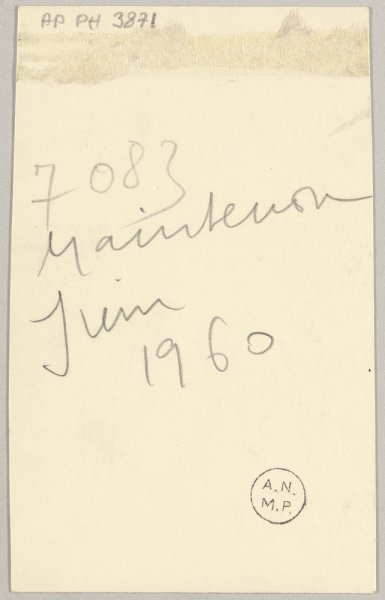 AP PH 3871
7083
Maintenon
Juin
1960
A.N.
M.P.